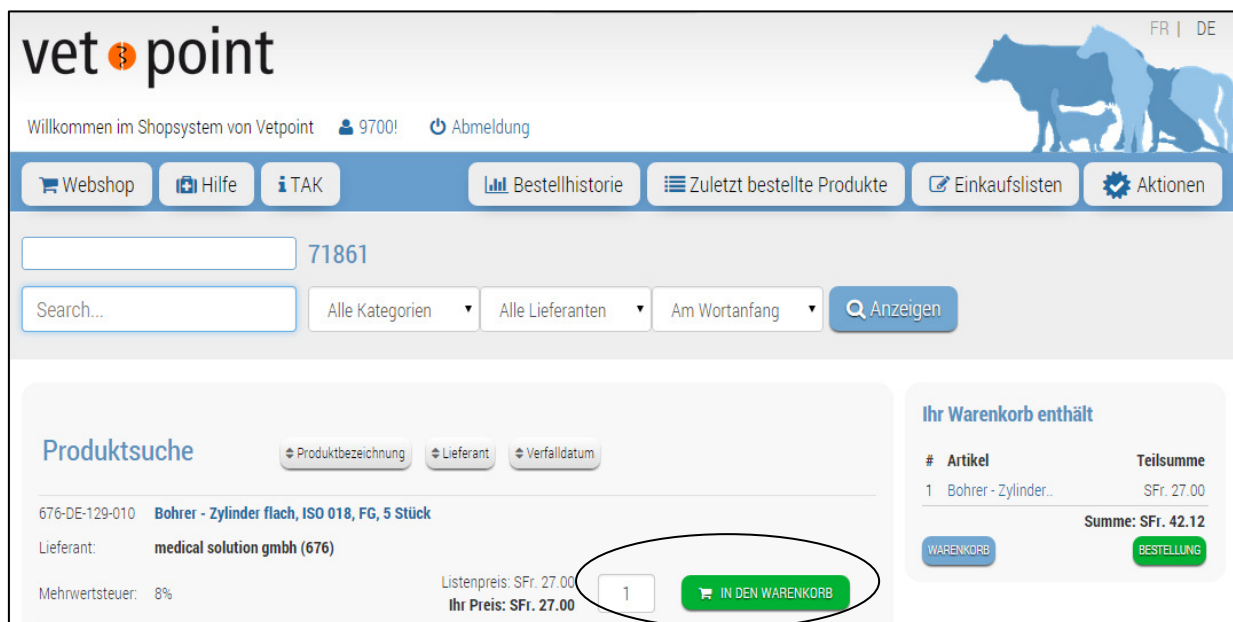 FR | DE
vet point
Willkommen im Shopsystem von Vetpoint 9700! Abmeldung
Webshop Hilfe TAK Bestellhistorie Zuletzt bestellte Produkte Einkaufslisten Aktionen
71861
Search... Alle Kategorien Alle Lieferanten Am Wortanfang Anzeigen
Produktsuche Produktbezeichnung Lieferant Verfalldatum
676-DE-129-010 Bohrer - Zylinder flach, ISO 018, FG, 5 Stück
Lieferant: medical solution gmbh (676)
Mehrwertsteuer: 8%
Listenpreis: SFr. 27.00
Ihr Preis: SFr. 27.00
1 IN DEN WARENKORB
Ihr Warenkorb enthält
# Artikel Teilsumme
1 Bohrer - Zylinder.. SFr. 27.00
Summe: SFr. 42.12
WARENKORB BESTELLUNG